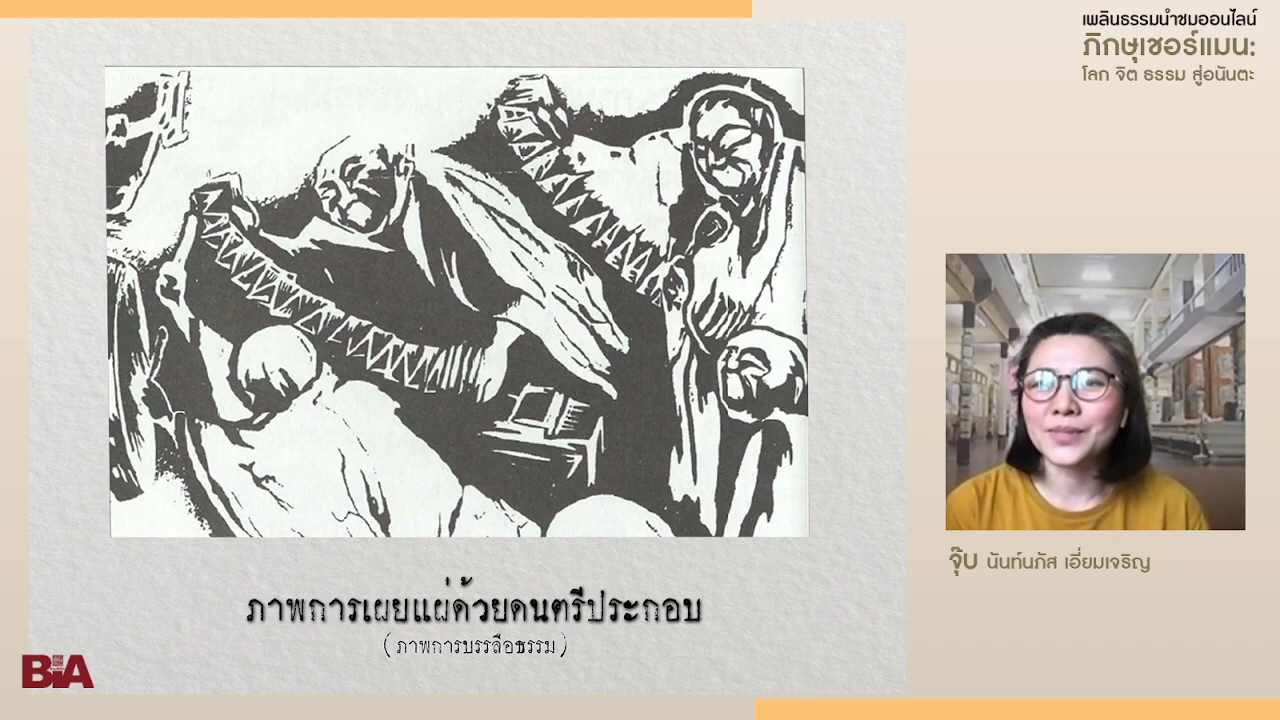 เพลินธรรมนำชมออนไลน์
ภิกษุเชอร์แมน:
โลก จิต ธรรม สู่อนันตะ
จุ๊บ นันท์นภัส เอี่ยมเจริญ
ภาพการเผยแผ่ด้วยดนตรีประกอบ
(ภาพการบรรลือธรรม)
BIA